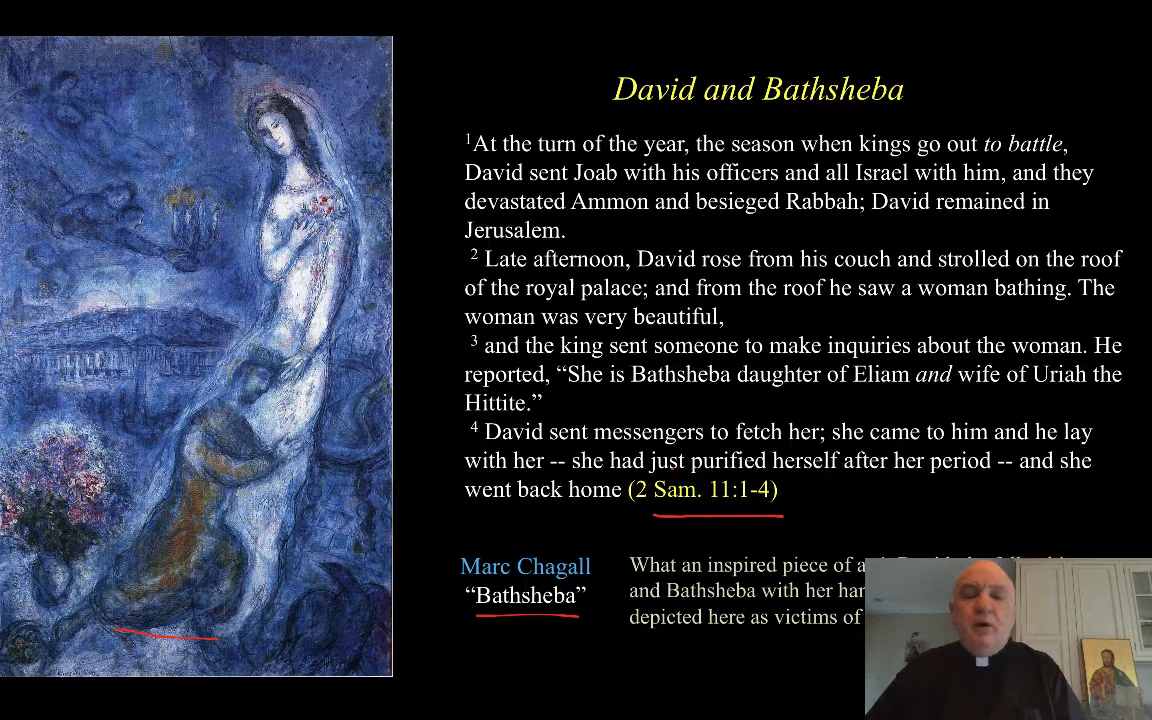 David and Bathsheba
1At the turn of the year, the season when kings go out to battle,
David sent Joab with his officers and all Israel with him, and they
devastated Ammon and besieged Rabbah; David remained in
Jerusalem.
2 Late afternoon, David rose from his couch and strolled on the roof
of the royal palace; and from the roof he saw a woman bathing. The
woman was very beautiful,
3 and the king sent someone to make inquiries about the woman. He
reported, “She is Bathsheba daughter of Eliam and wife of Uriah the
Hittite.”
4 David sent messengers to fetch her; she came to him and he lay
with her -- she had just purified herself after her period -- and she
went back home (2 Sam. 11:1-4)
Marc Chagall
“Bathsheba”
What an inspired piece of
and Bathsheba with her
depicted here as victims of